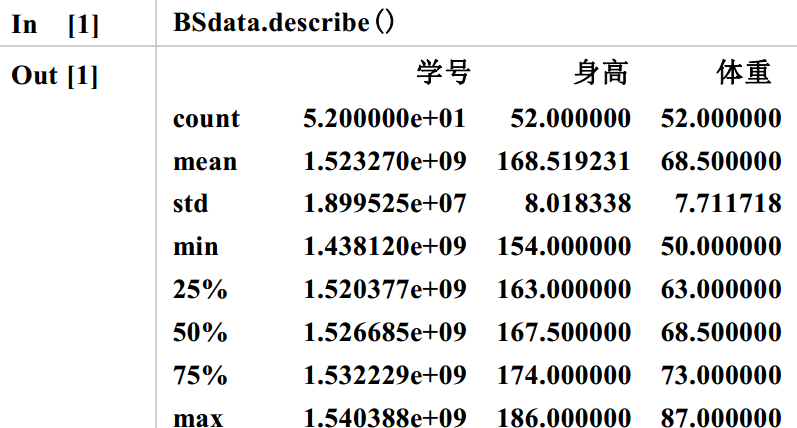 In [1] BSdata.describe()
Out [1] 学号 身高 体重
count 5.200000e+01 52.000000 52.000000
mean 1.523270e+09 168.519231 68.500000
std 1.899525e+07 8.018338 7.711718
min 1.438120e+09 154.000000 50.000000
25% 1.520377e+09 163.000000 63.000000
50% 1.526685e+09 167.500000 68.500000
75% 1.532229e+09 174.000000 73.000000
max 1.540388e+09 186.000000 87.000000